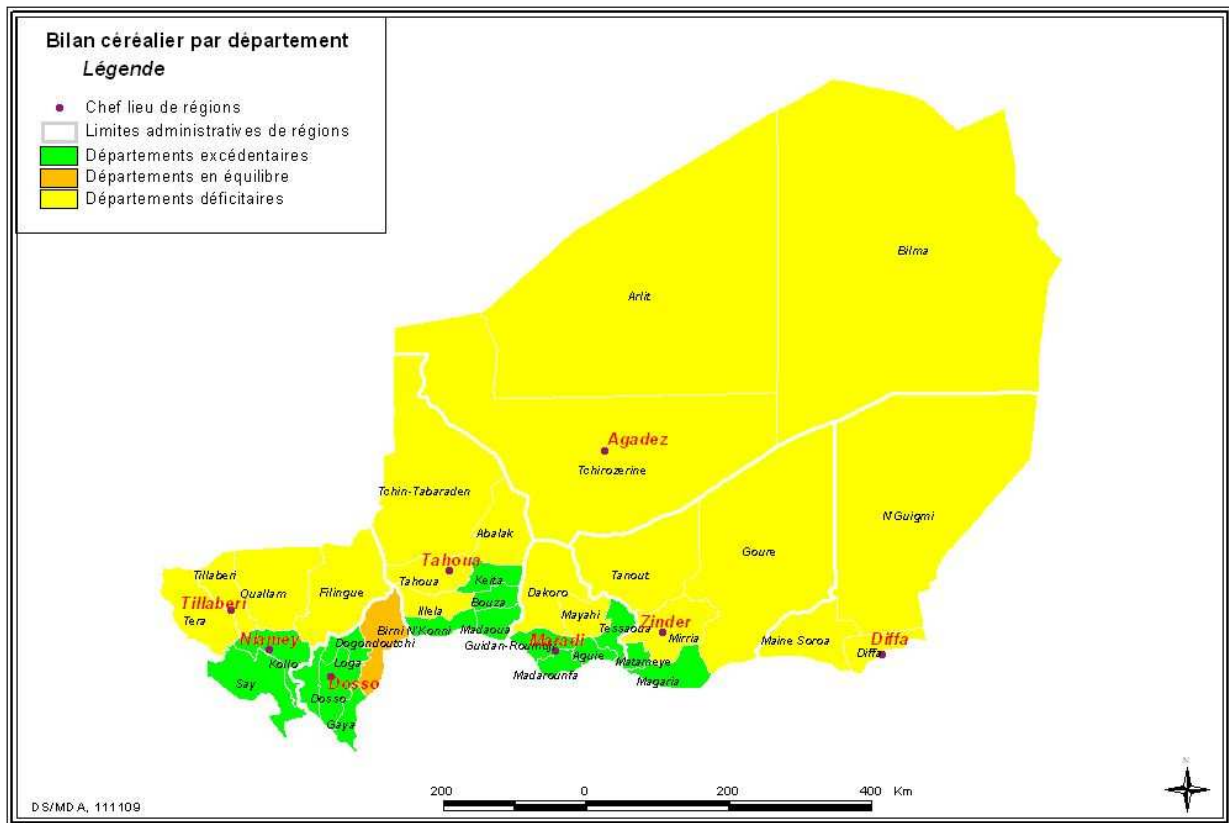 Bilan céréalier par département
Légende
Chef lieu de régions
Limites administratives de régions
Départements excédentaires
Départements en équilibre
Départements déficitaires
Bilma
Arlit
Agadez
Tchirozerine
Tchin-Tabaraden
N'Guigmi
Abalak
Goure
Tahoua
Tahoua
Keita
Tanout
Tillaberi
Ouallam
Filingue
Dakoro
Bouza
Illela
Mayahi
Tillaberi
Tera
Birni N'Konni
Madaoua
Tessaoua
Zinder
Mirria
Maine Soroa
Diffa
Diffa
Niamey
Dogondoutchi
Guidan-Roumji
Maradi
Aguie
Matameye
Kollo
Loga
Madarounfa
Magaria
Say
Dosso
Dosso
Gaya
N
200 0 200 400 Km
DS/MDA, 111109